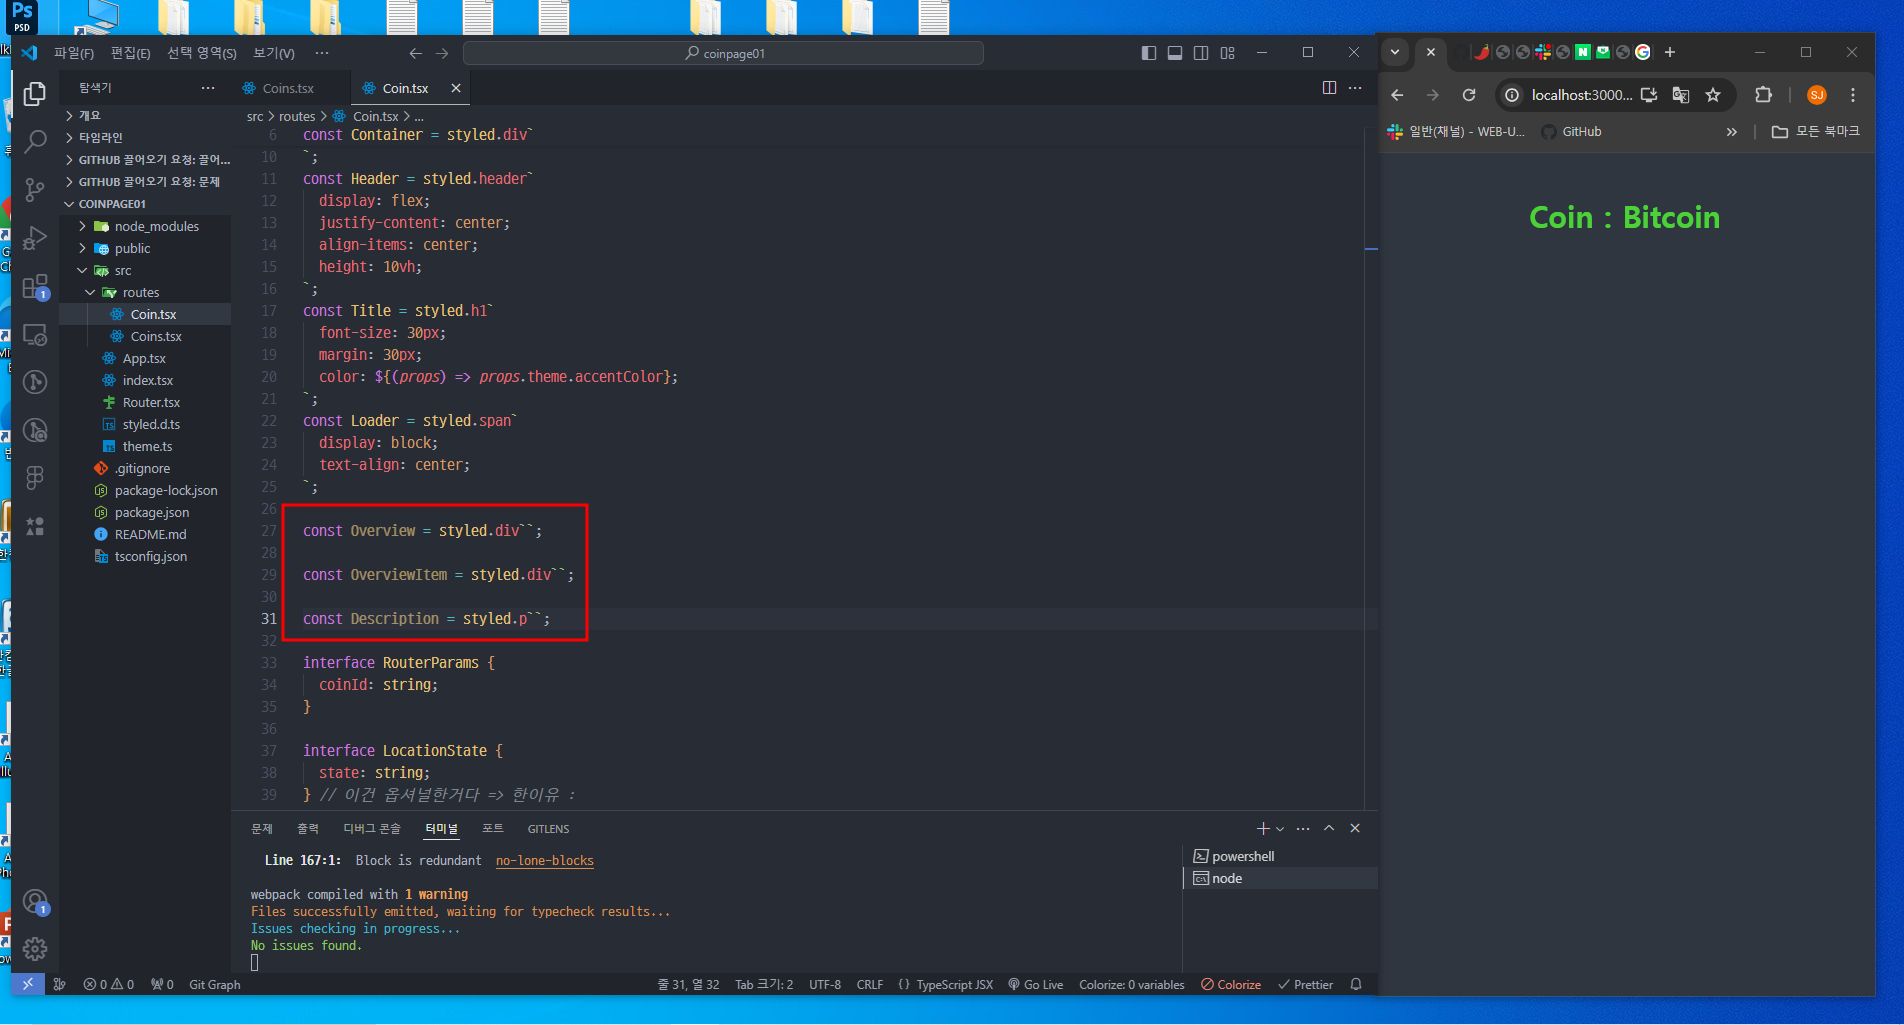 Ps
PSD
파일(F) 편집(E) 선택 영역(S) 보기(V) ···
coinpage01
탐색기
개요
타임라인
GITHUB 끌어오기 요청: 끌어...
GITHUB 끌어오기 요청: 문제
COINPAGE01
node_modules
public
src
routes
Coin.tsx
Coins.tsx
App.tsx
index.tsx
Router.tsx
styled.d.ts
theme.ts
.gitignore
package-lock.json
package.json
README.md
tsconfig.json
Coins.tsx
Coin.tsx
src > routes > Coin.tsx > ...
6 const Container = styled.div`
10 `;
11 const Header = styled.header`
12 display: flex;
13 justify-content: center;
14 align-items: center;
15 height: 10vh;
16 `;
17 const Title = styled.h1`
18 font-size: 30px;
19 margin: 30px;
20 color: ${(props) => props.theme.accentColor};
21 `;
22 const Loader = styled.span`
23 display: block;
24 text-align: center;
25 `;
26
27 const Overview = styled.div``;
28
29 const OverviewItem = styled.div``;
30
31 const Description = styled.p``;
32
33 interface RouterParams {
34 coinId: string;
35 }
36
37 interface LocationState {
38 state: string;
39 } // 이건 옵셔널한거다 => 한이유 :
문제 출력 디버그 콘솔 터미널 포트 GITLENS
Line 167:1: Block is redundant no-lone-blocks
webpack compiled with 1 warning
Files successfully emitted, waiting for typecheck results...
Issues checking in progress...
No issues found.
powershell
node
0 0 0 Git Graph
줄 31, 열 32 Tab 크기: 2 UTF-8 CRLF {} TypeScript JSX Go Live Colorize: 0 variables Colorize Prettier
localhost:3000...
SJ
일반(채널) - WEB-U...
GitHub
모든 북마크
Coin : Bitcoin